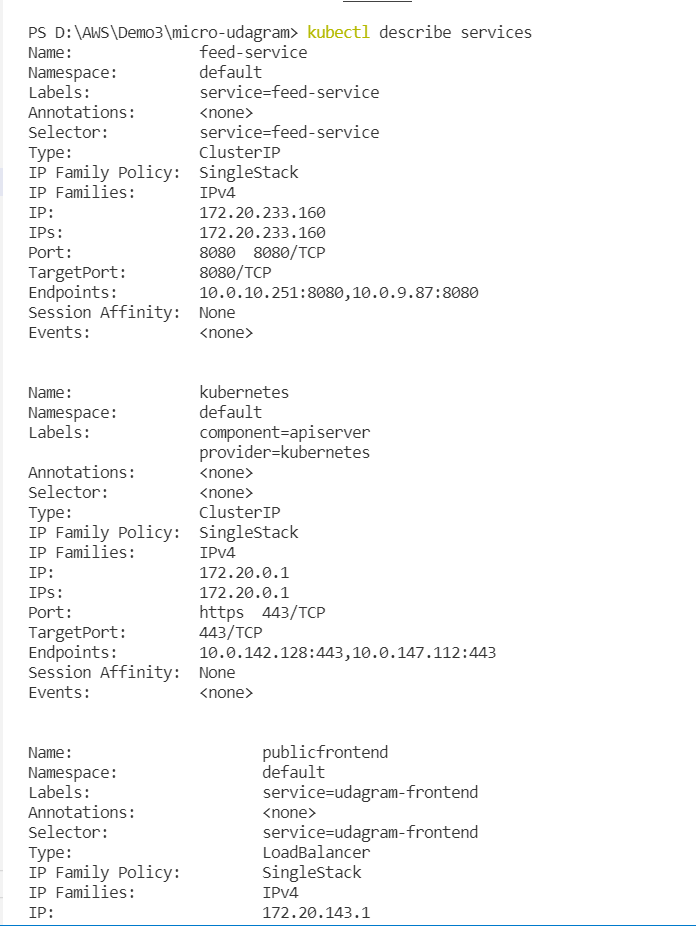 PS D:\AWS\Demo3\micro-udagram> kubectl describe services
Name:              feed-service
Namespace:         default
Labels:            service=feed-service
Annotations:       <none>
Selector:          service=feed-service
Type:              ClusterIP
IP Family Policy:  SingleStack
IP Families:       IPv4
IP:                172.20.233.160
IPs:               172.20.233.160
Port:              8080  8080/TCP
TargetPort:        8080/TCP
Endpoints:         10.0.10.251:8080,10.0.9.87:8080
Session Affinity:  None
Events:            <none>
Name:              kubernetes
Namespace:         default
Labels:            component=apiserver
                   provider=kubernetes
Annotations:       <none>
Selector:          <none>
Type:              ClusterIP
IP Family Policy:  SingleStack
IP Families:       IPv4
IP:                172.20.0.1
IPs:               172.20.0.1
Port:              https  443/TCP
TargetPort:        443/TCP
Endpoints:         10.0.142.128:443,10.0.147.112:443
Session Affinity:  None
Events:            <none>
Name:                     publicfrontend
Namespace:                default
Labels:                   service=udagram-frontend
Annotations:              <none>
Selector:                 service=udagram-frontend
Type:                     LoadBalancer
IP Family Policy:         SingleStack
IP Families:              IPv4
IP:                       172.20.143.1